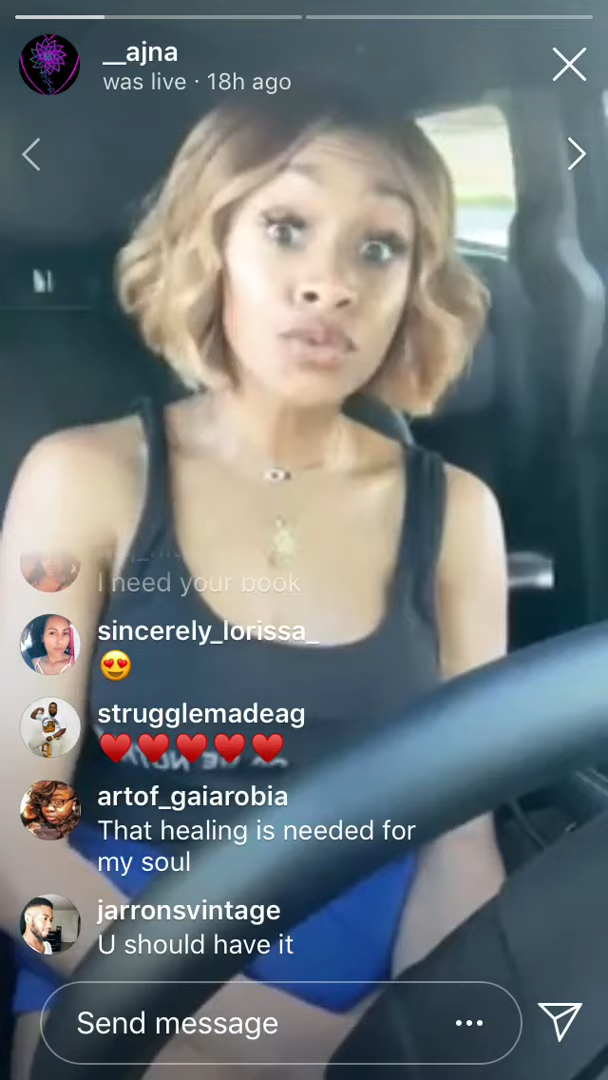 __ajna
was live · 18h ago
I need your book
sincerely_lorissa_
😍
strugglemadeag
❤️❤️❤️❤️❤️
artof_gaiarobia
That healing is needed for
my soul
jarronsvintage
U should have it
Send message